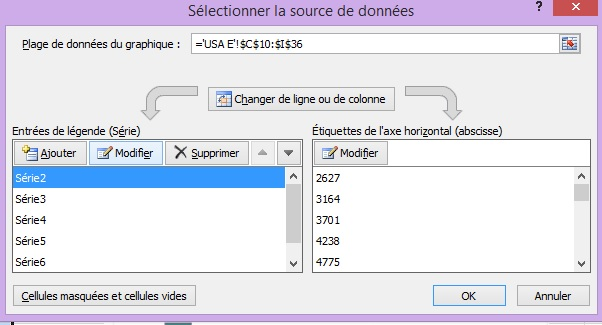 Sélectionner la source de données
?
Plage de données du graphique :
='USA E'!$C$10:$I$36
Changer de ligne ou de colonne
Entrées de légende (Série)
Ajouter
Modifier
Supprimer
Série2
Série3
Série4
Série5
Série6
Étiquettes de l'axe horizontal (abscisse)
Modifier
2627
3164
3701
4238
4775
Cellules masquées et cellules vides
OK
Annuler